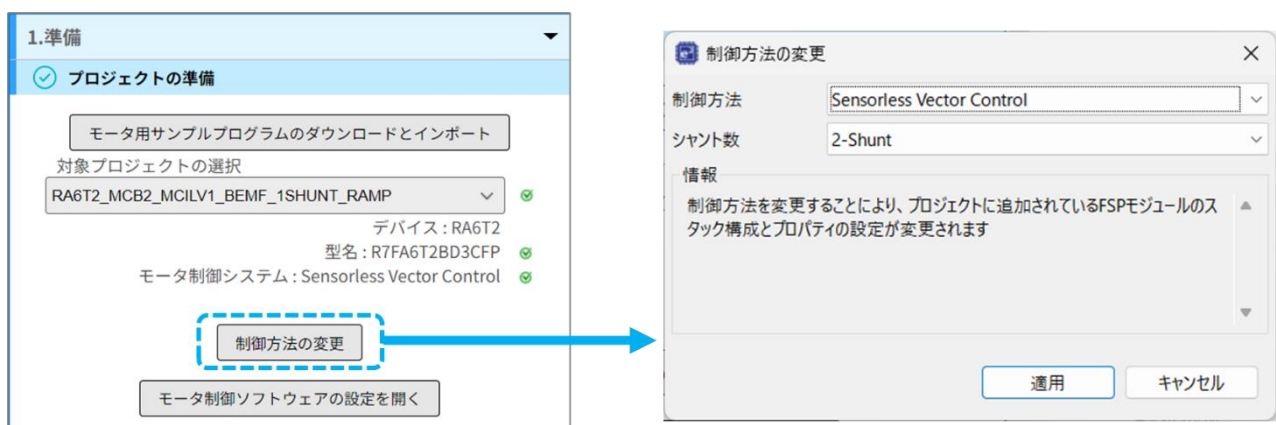 1.準備
プロジェクトの準備
モータ用サンプルプログラムのダウンロードとインポート
対象プロジェクトの選択
RA6T2_MCB2_MCILV1_BEMF_1SHUNT_RAMP
デバイス : RA6T2
型名 : R7FA6T2BD3CFP
モータ制御システム : Sensorless Vector Control
制御方法の変更
モータ制御ソフトウェアの設定を開く
制御方法の変更
制御方法 Sensorless Vector Control
シャント数 2-Shunt
情報
制御方法を変更することにより、プロジェクトに追加されているFSPモジュールのス
タック構成とプロパティの設定が変更されます
適用 キャンセル